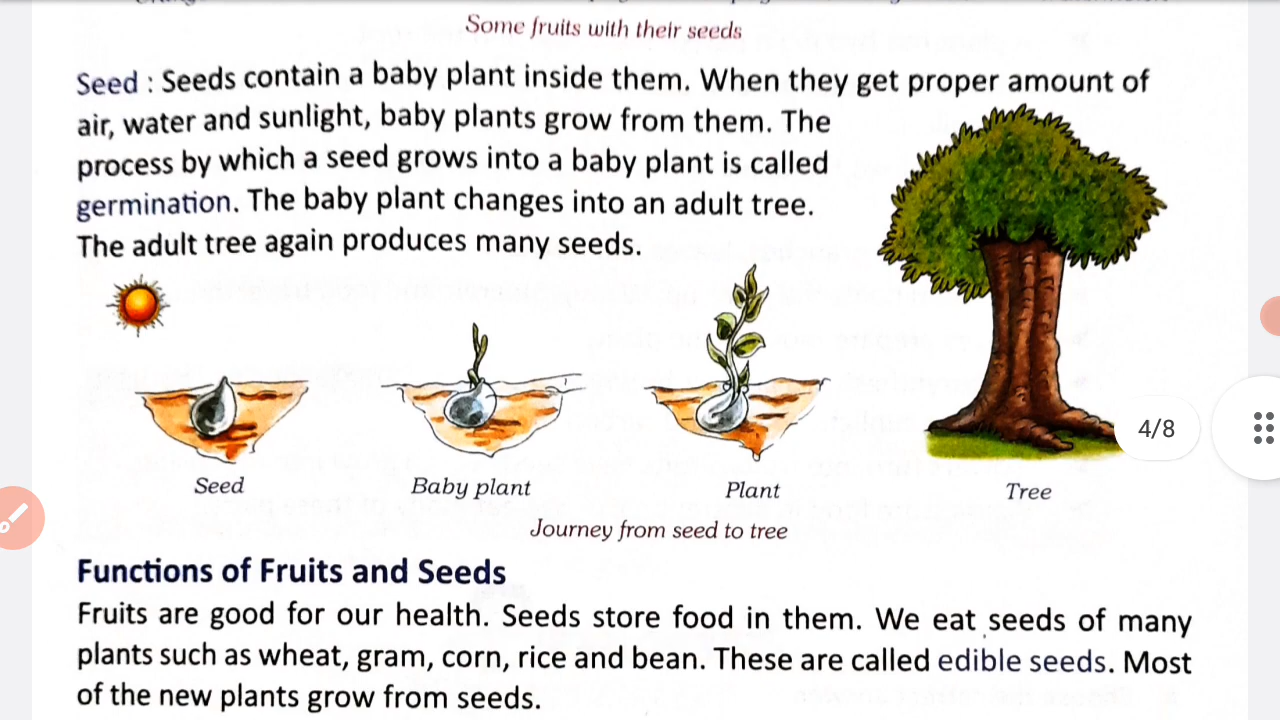 Some fruits with their seeds
Seed : Seeds contain a baby plant inside them. When they get proper amount of
air, water and sunlight, baby plants grow from them. The
process by which a seed grows into a baby plant is called
germination. The baby plant changes into an adult tree.
The adult tree again produces many seeds.
4/8
Seed
Baby plant
Plant
Tree
Journey from seed to tree
Functions of Fruits and Seeds
Fruits are good for our health. Seeds store food in them. We eat seeds of many
plants such as wheat, gram, corn, rice and bean. These are called edible seeds. Most
of the new plants grow from seeds.